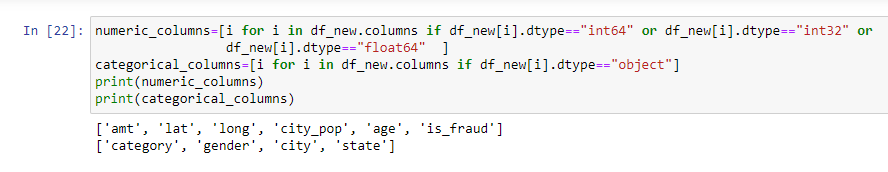 In [22]: numeric_columns=[i for i in df_new.columns if df_new[i].dtype=="int64" or df_new[i].dtype=="int32" or
df_new[i].dtype=="float64"  ]
categorical_columns=[i for i in df_new.columns if df_new[i].dtype=="object"]
print(numeric_columns)
print(categorical_columns)
['amt', 'lat', 'long', 'city_pop', 'age', 'is_fraud']
['category', 'gender', 'city', 'state']